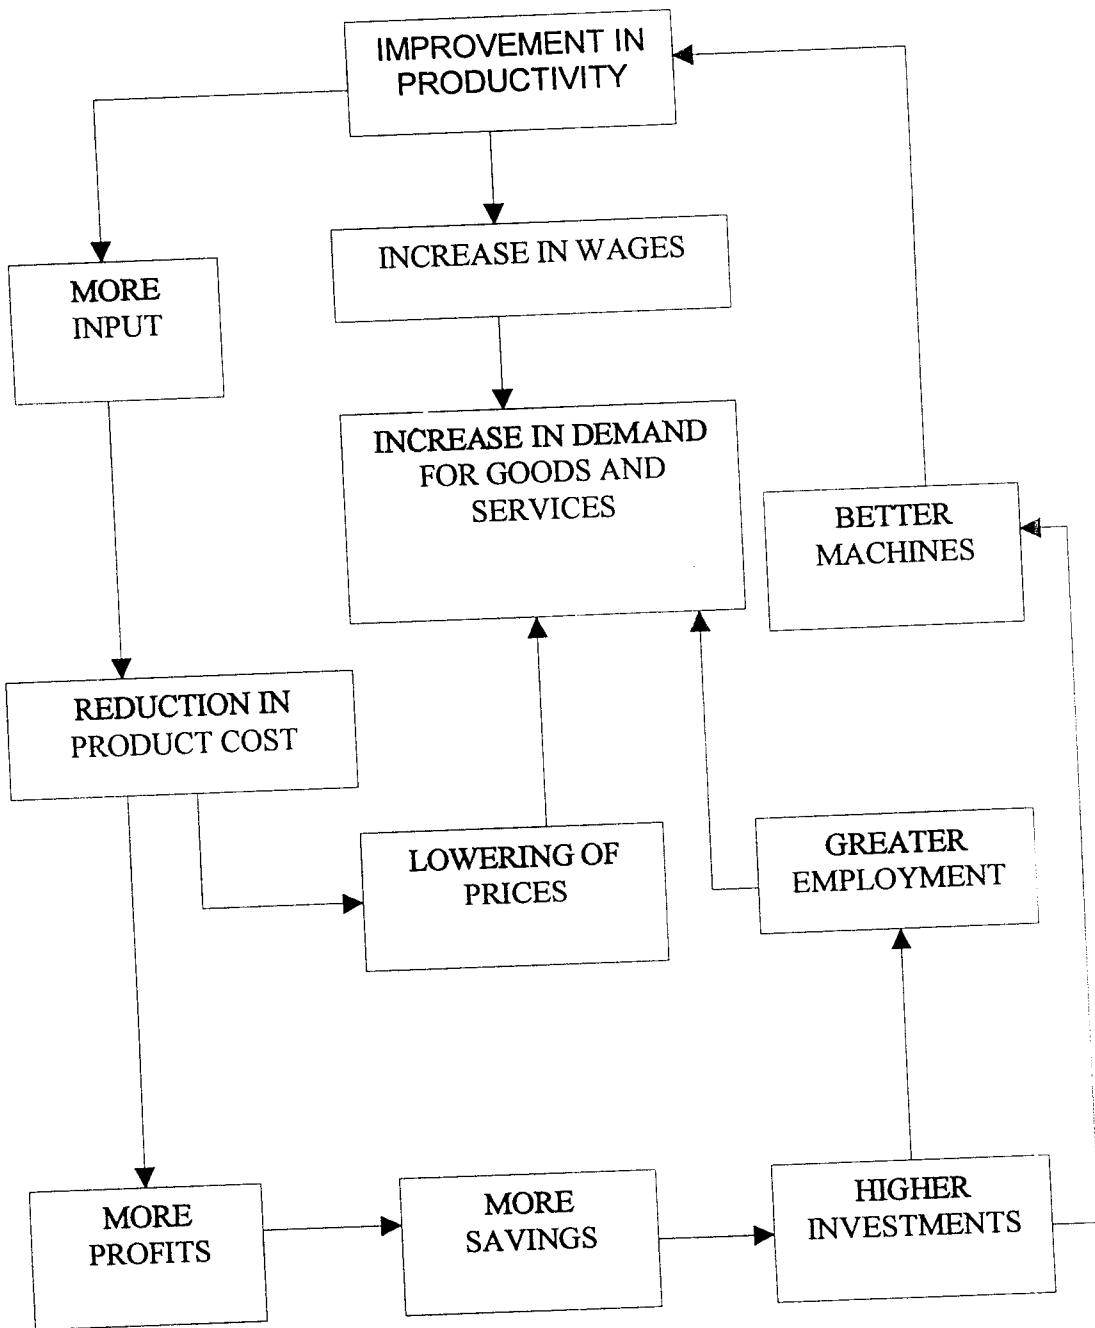 IMPROVEMENT IN
PRODUCTIVITY
INCREASE IN WAGES
MORE
INPUT
INCREASE IN DEMAND
FOR GOODS AND
SERVICES
BETTER
MACHINES
REDUCTION IN
PRODUCT COST
LOWERING OF
PRICES
GREATER
EMPLOYMENT
MORE
PROFITS
MORE
SAVINGS
HIGHER
INVESTMENTS